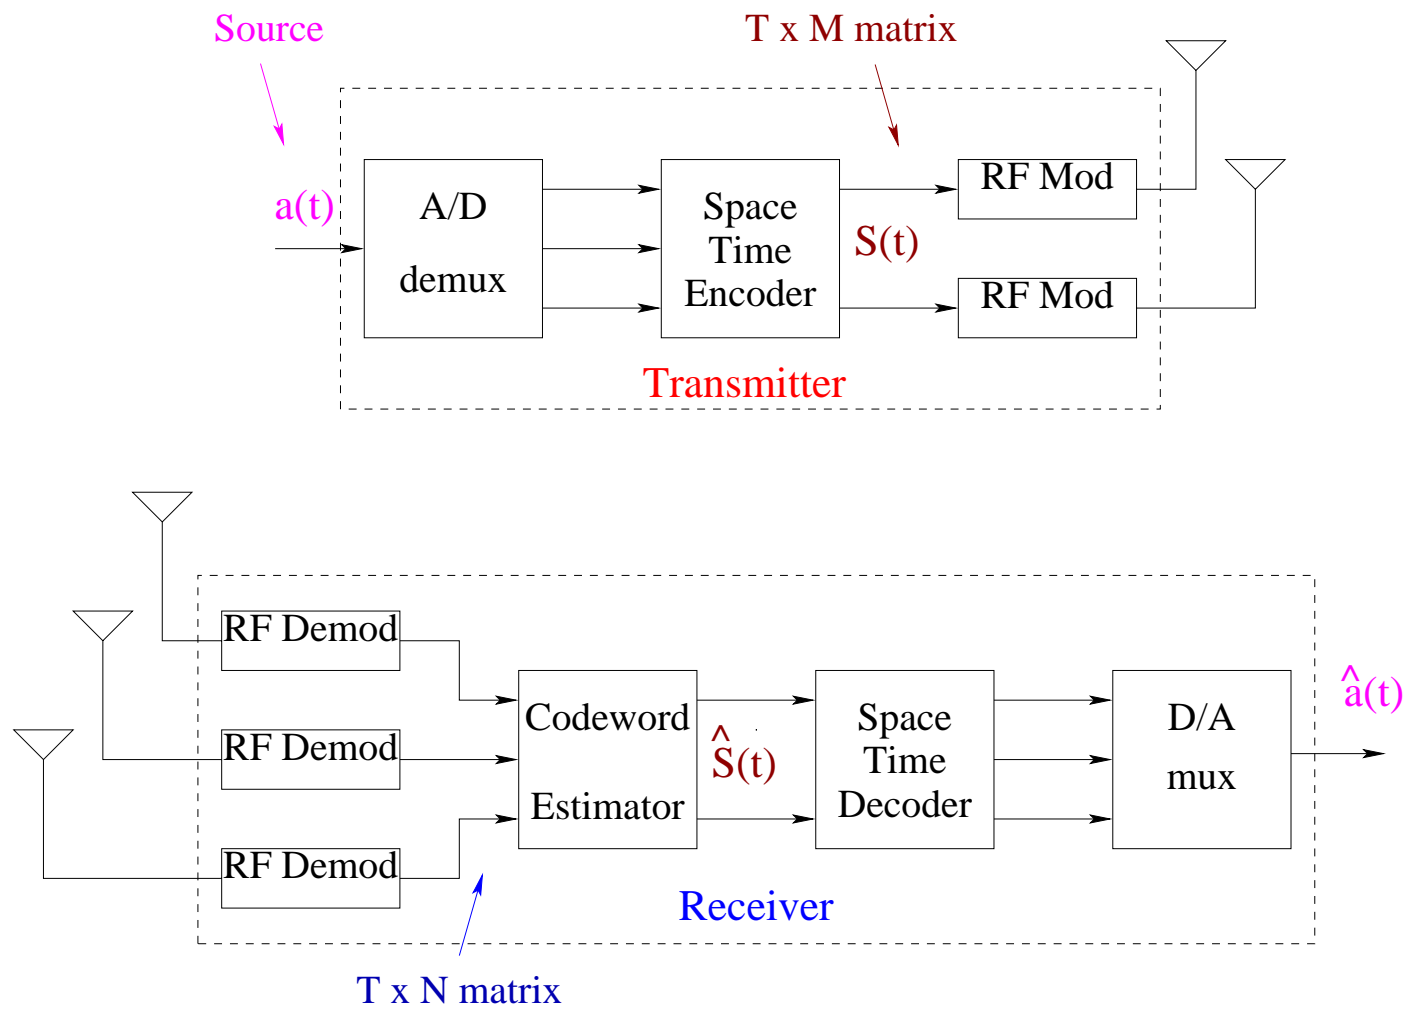 Source
T x M matrix
a(t)
A/D
demux
Space
Time
Encoder
S(t)
RF Mod
RF Mod
Transmitter
RF Demod
RF Demod
RF Demod
Codeword
Estimator
^
S(t)
Space
Time
Decoder
D/A
mux
^
a(t)
Receiver
T x N matrix